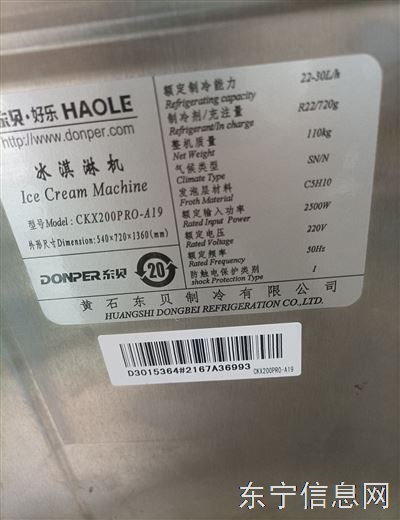 东贝·好乐 HAOLE
http://www.donper.com
冰淇淋机
Ice Cream Machine
型号Model: CKX200PRO-A19
外形尺寸Dimension: 540×720×1360(mm)
DONPER东贝 20
额定制冷能力 22-30L/h
Refrigerating capacity
制冷剂/充注量 R22/720g
Refrigerant/In charge
整机质量 110kg
Net Weight
气候类型 SN/N
Climate Type
发泡层材料 C5H10
Froth Material
额定输入功率 2500W
Rated Input Power
额定电压 220V
Rated Voltage
额定频率 50Hz
Rated Frequency
防触电保护类别 I
shock Protection Type
黄石东贝制冷有限公司
HUANGSHI DONGBEI REFRIGERATION CO.,LTD.
D3015364#2167A36993
CKX200PRO-A19
东宁信息网